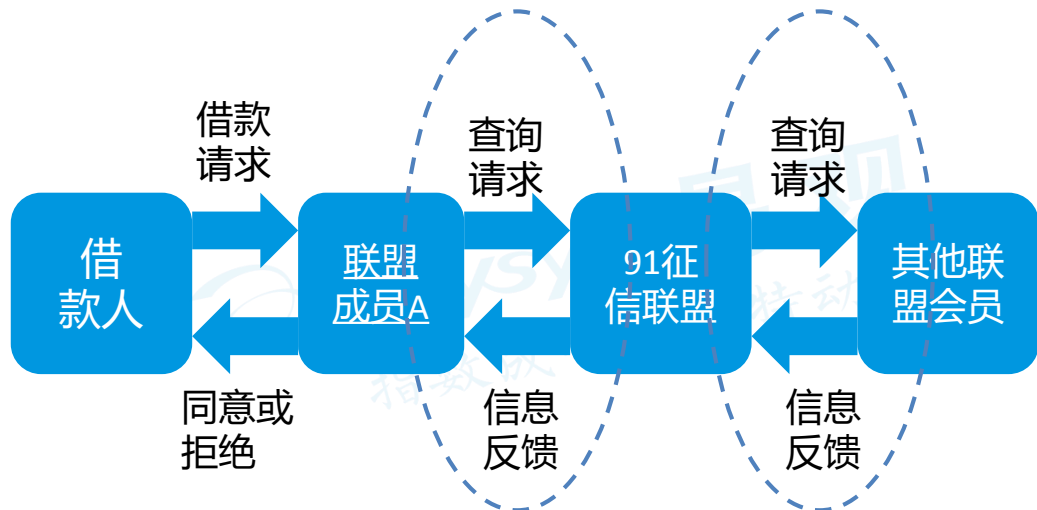 借款
请求
查询
请求
查询
请求
借
款人
联盟
成员A
91征
信联盟
其他联
盟会员
同意或
拒绝
信息
反馈
信息
反馈